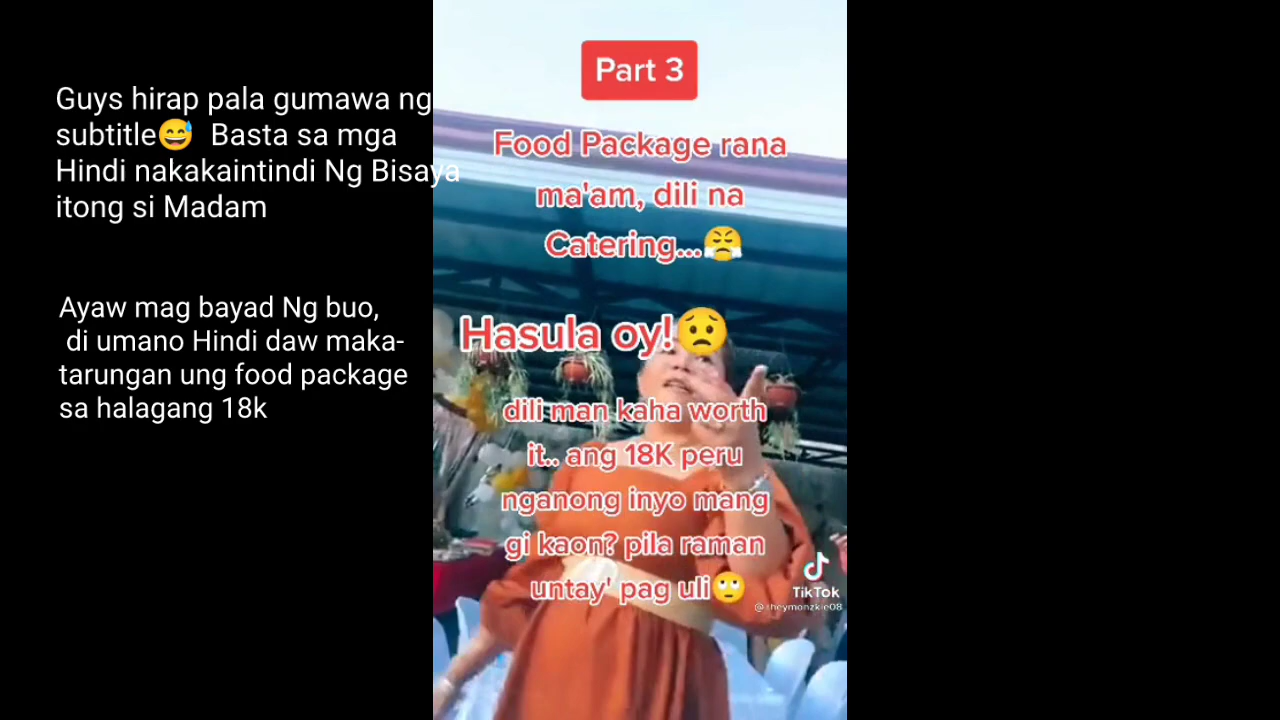 Guys hirap pala gumawa ng
subtitle😅 Basta sa mga
Hindi nakakaintindi Ng Bisaya
itong si Madam
Ayaw mag bayad Ng buo,
di umano Hindi daw maka-
tarungan ung food package
sa halagang 18k
Part 3
Food Package rana
ma'am, dili na
Catering...😤
Hasula oy!😟
dili man kaha worth
it.. ang 18K peru
nganong inyo mang
gi kaon? pila raman
untay' pag uli🙄
TikTok
@rheymonzkie08